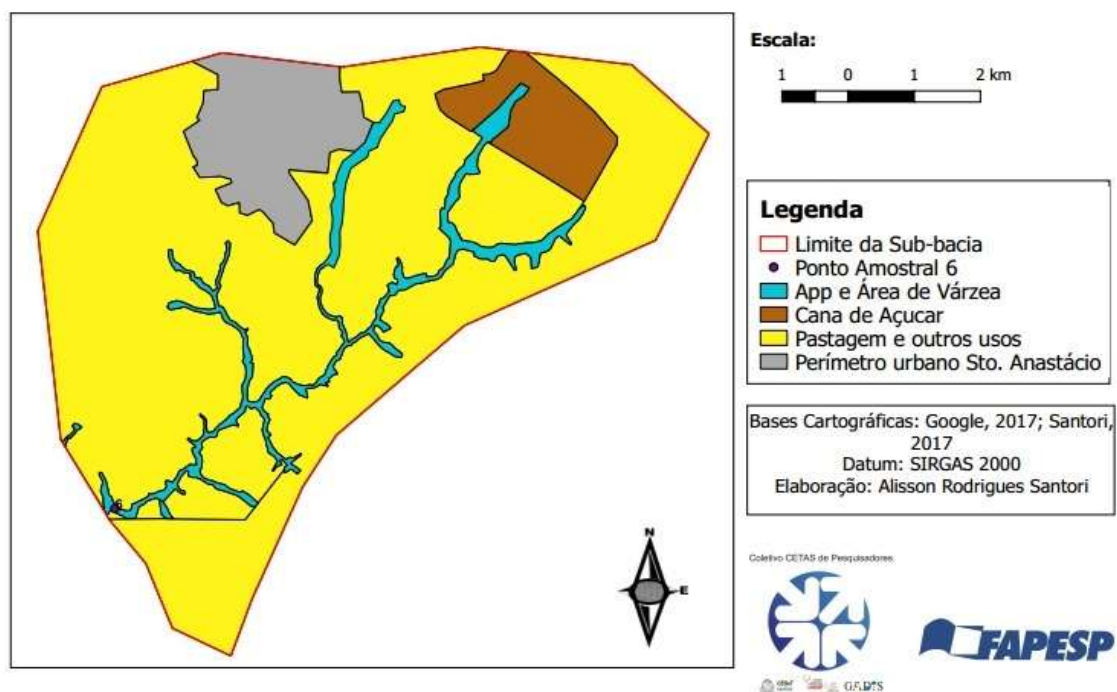 Escala:
1 0 1 2 km
Legenda
Limite da Sub-bacia
Ponto Amostral 6
App e Área de Várzea
Cana de Açucar
Pastagem e outros usos
Perímetro urbano Sto. Anastácio
Bases Cartográficas: Google, 2017; Santori,
2017
Datum: SIRGAS 2000
Elaboração: Alisson Rodrigues Santori
6
N
E
Coletivo CETAS de Pesquisadores
FAPESP